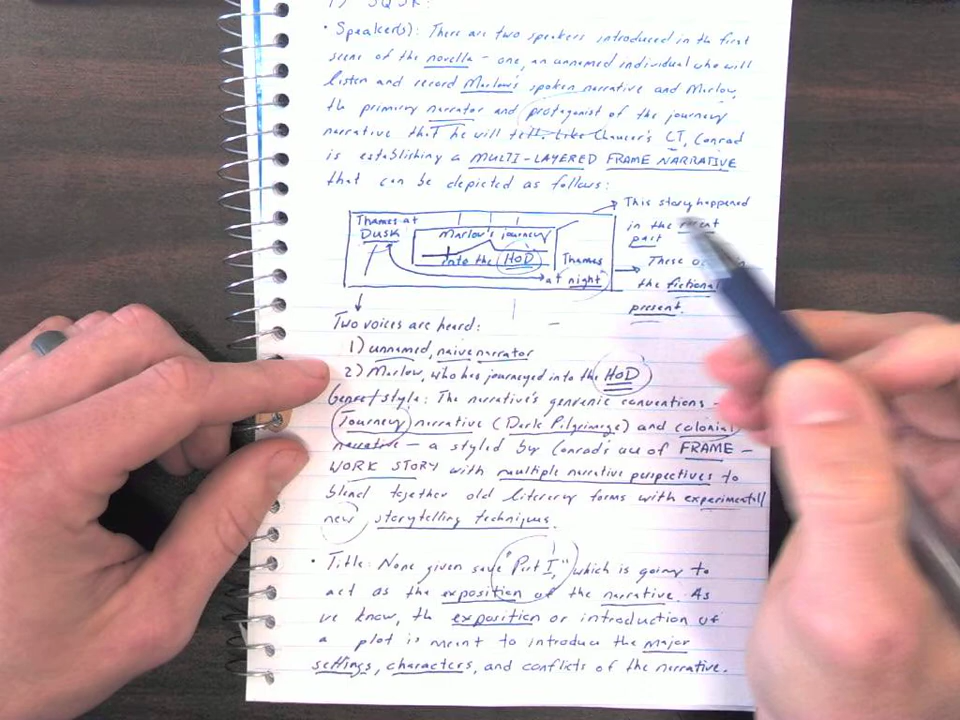 • Speaker(s): There are two speakers introduced in the first
scene of the novella - one, an unnamed individual who will
listen and record Marlow's spoken narrative and Marlow,
the primary narrator and protagonist of the journey
narrative that he will tell. Like Chaucer's CT, Conrad
is establishing a MULTI-LAYERED FRAME NARRATIVE
that can be depicted as follows:
This story happened
in the recent
past
Thames at
DUSK
Marlow's journey
into the HoD
Thames
at night
These
the fictional
present.
Two voices are heard:
1) unnamed, naive narrator
2) Marlow, who has journeyed into the HoD
Genre/style: The narrative's generic conventions -
Journey narrative (Dark Pilgrimage) and colonial
narrative - a styled by Conrad's use of FRAME-
WORK STORY with multiple narrative perspectives to
blend together old literary forms with experimental/
new storytelling techniques.
• Title: None given save "Part I," which is going to
act as the exposition of the narrative. As
we know, the exposition or introduction of
a plot is meant to introduce the major
settings, characters, and conflicts of the narrative.